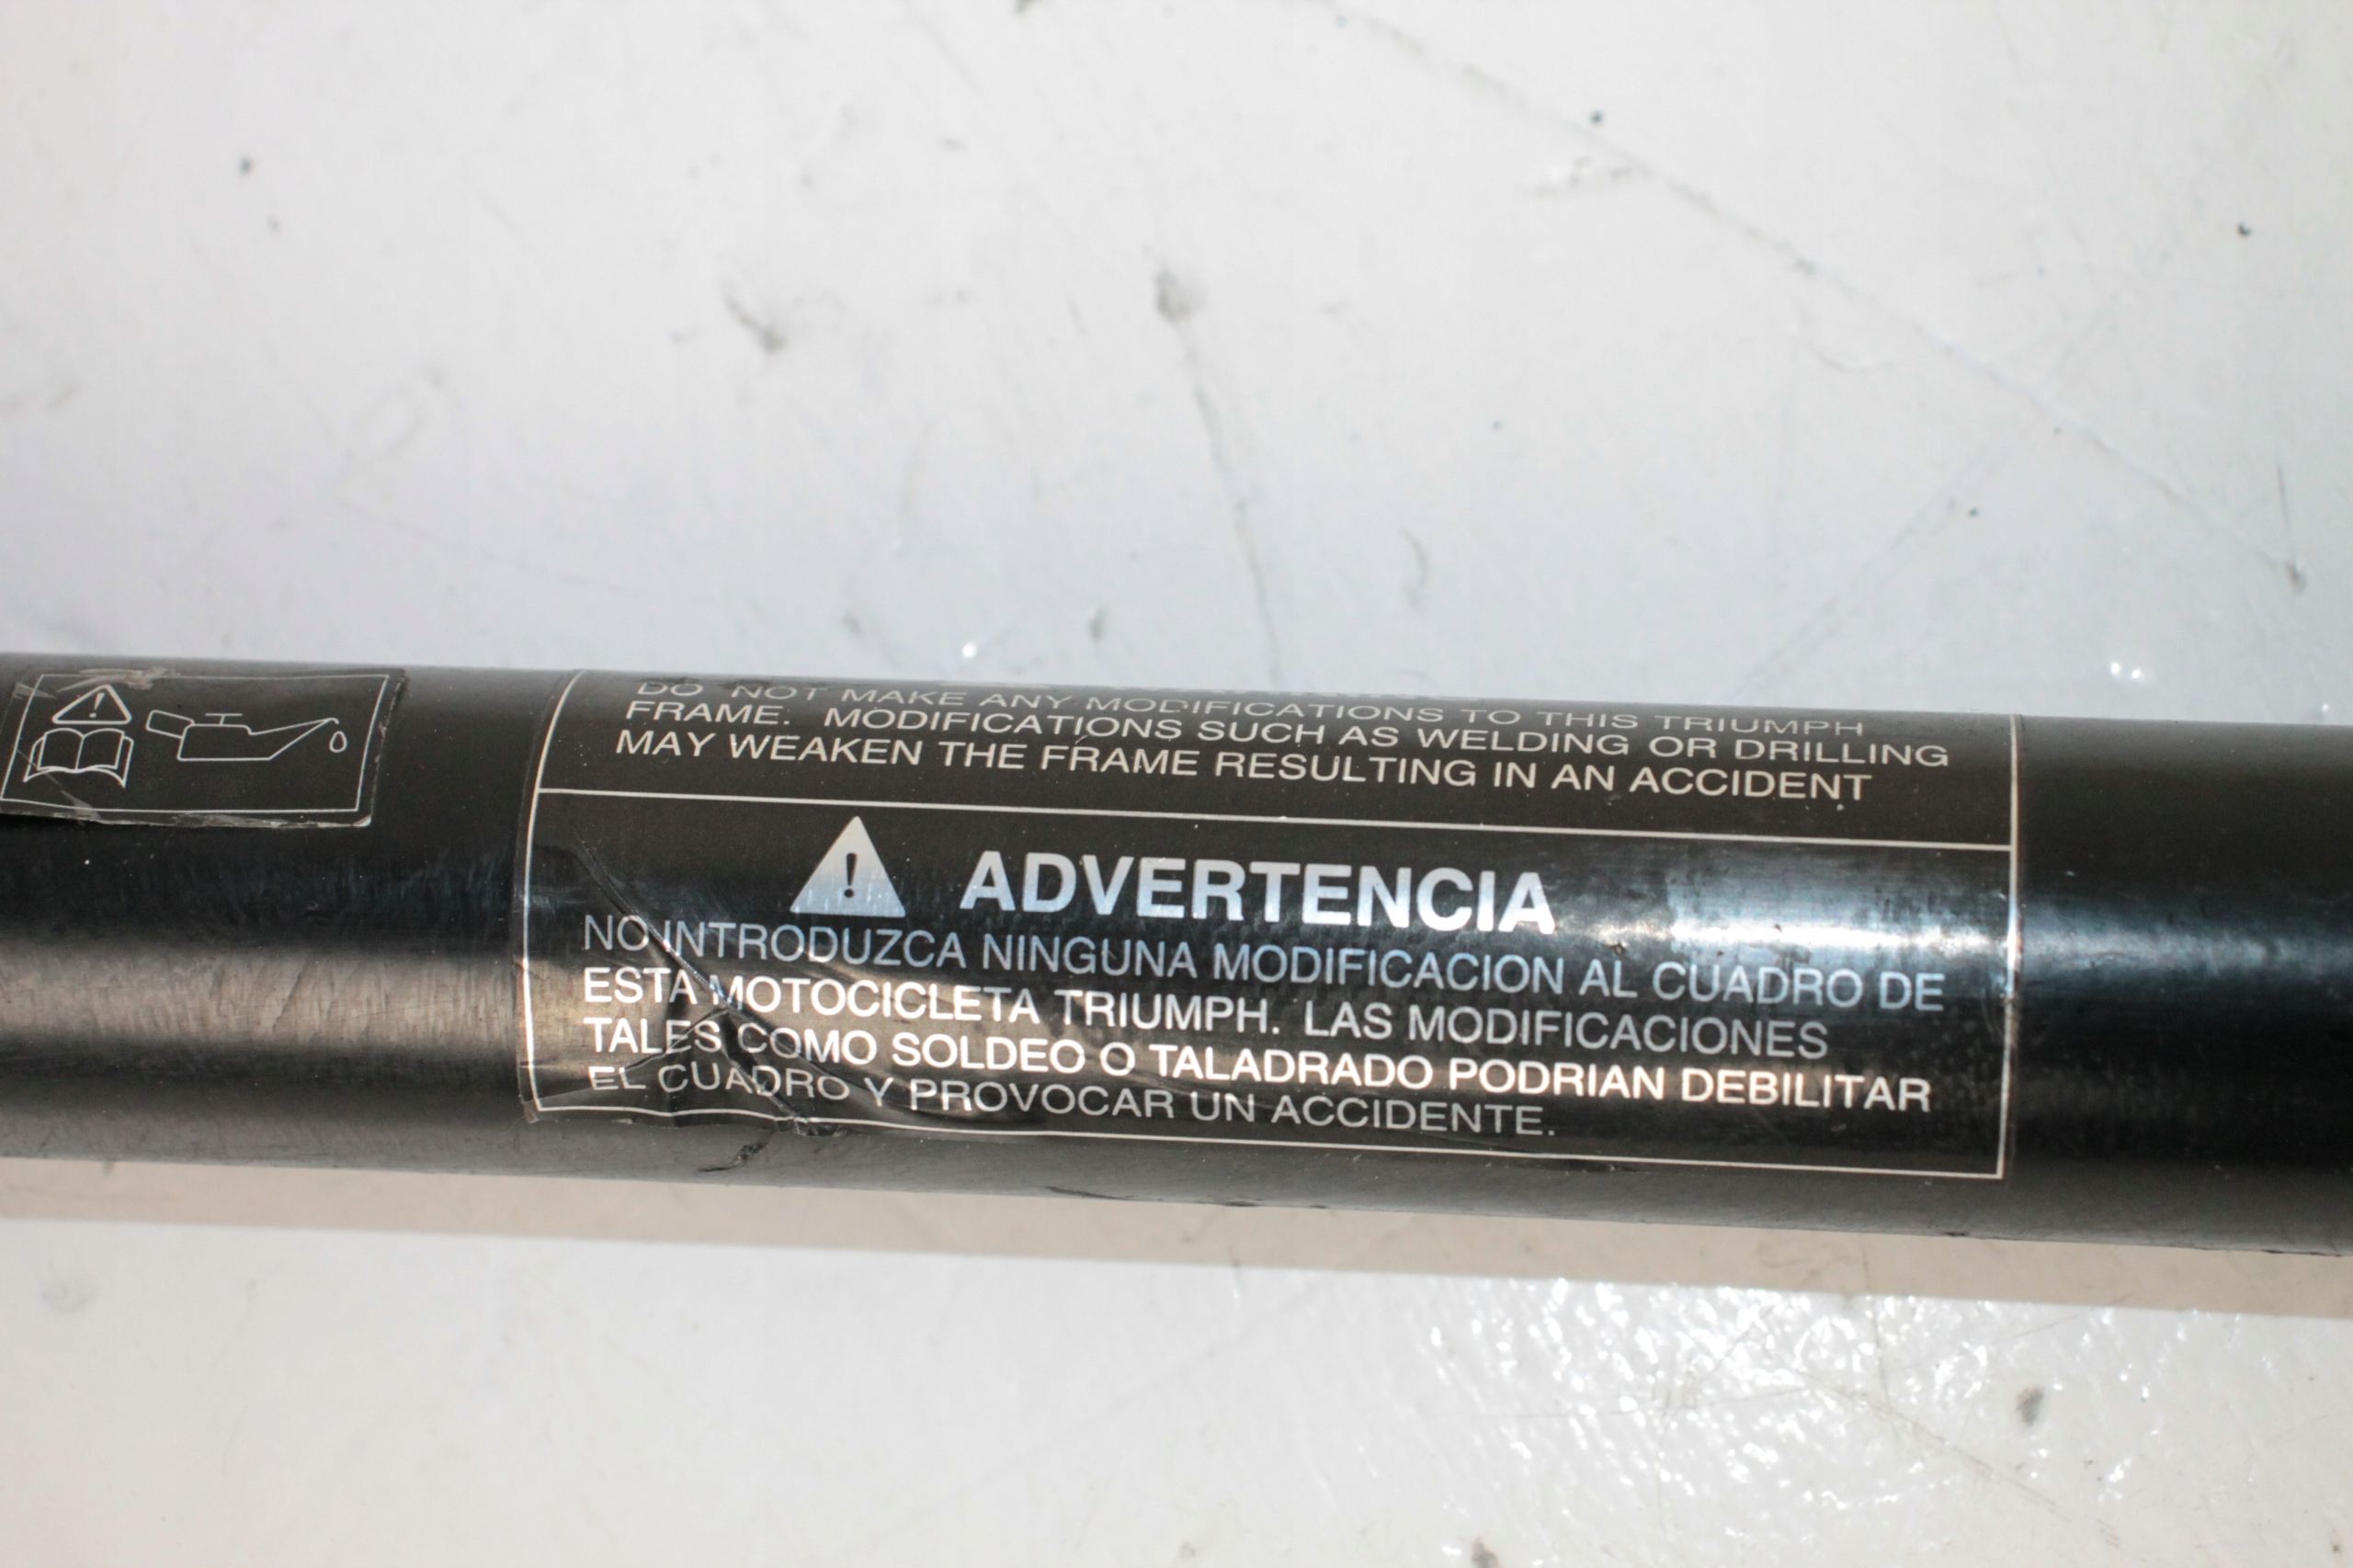 DO NOT MAKE ANY MODIFICATIONS TO THIS TRIUMPH
FRAME. MODIFICATIONS SUCH AS WELDING OR DRILLING
MAY WEAKEN THE FRAME RESULTING IN AN ACCIDENT
ADVERTENCIA
NO INTRODUZCA NINGUNA MODIFICACION AL CUADRO DE
ESTA MOTOCICLETA TRIUMPH. LAS MODIFICACIONES
TALES COMO SOLDEO O TALADRADO PODRIAN DEBILITAR
EL CUADRO Y PROVOCAR UN ACCIDENTE.